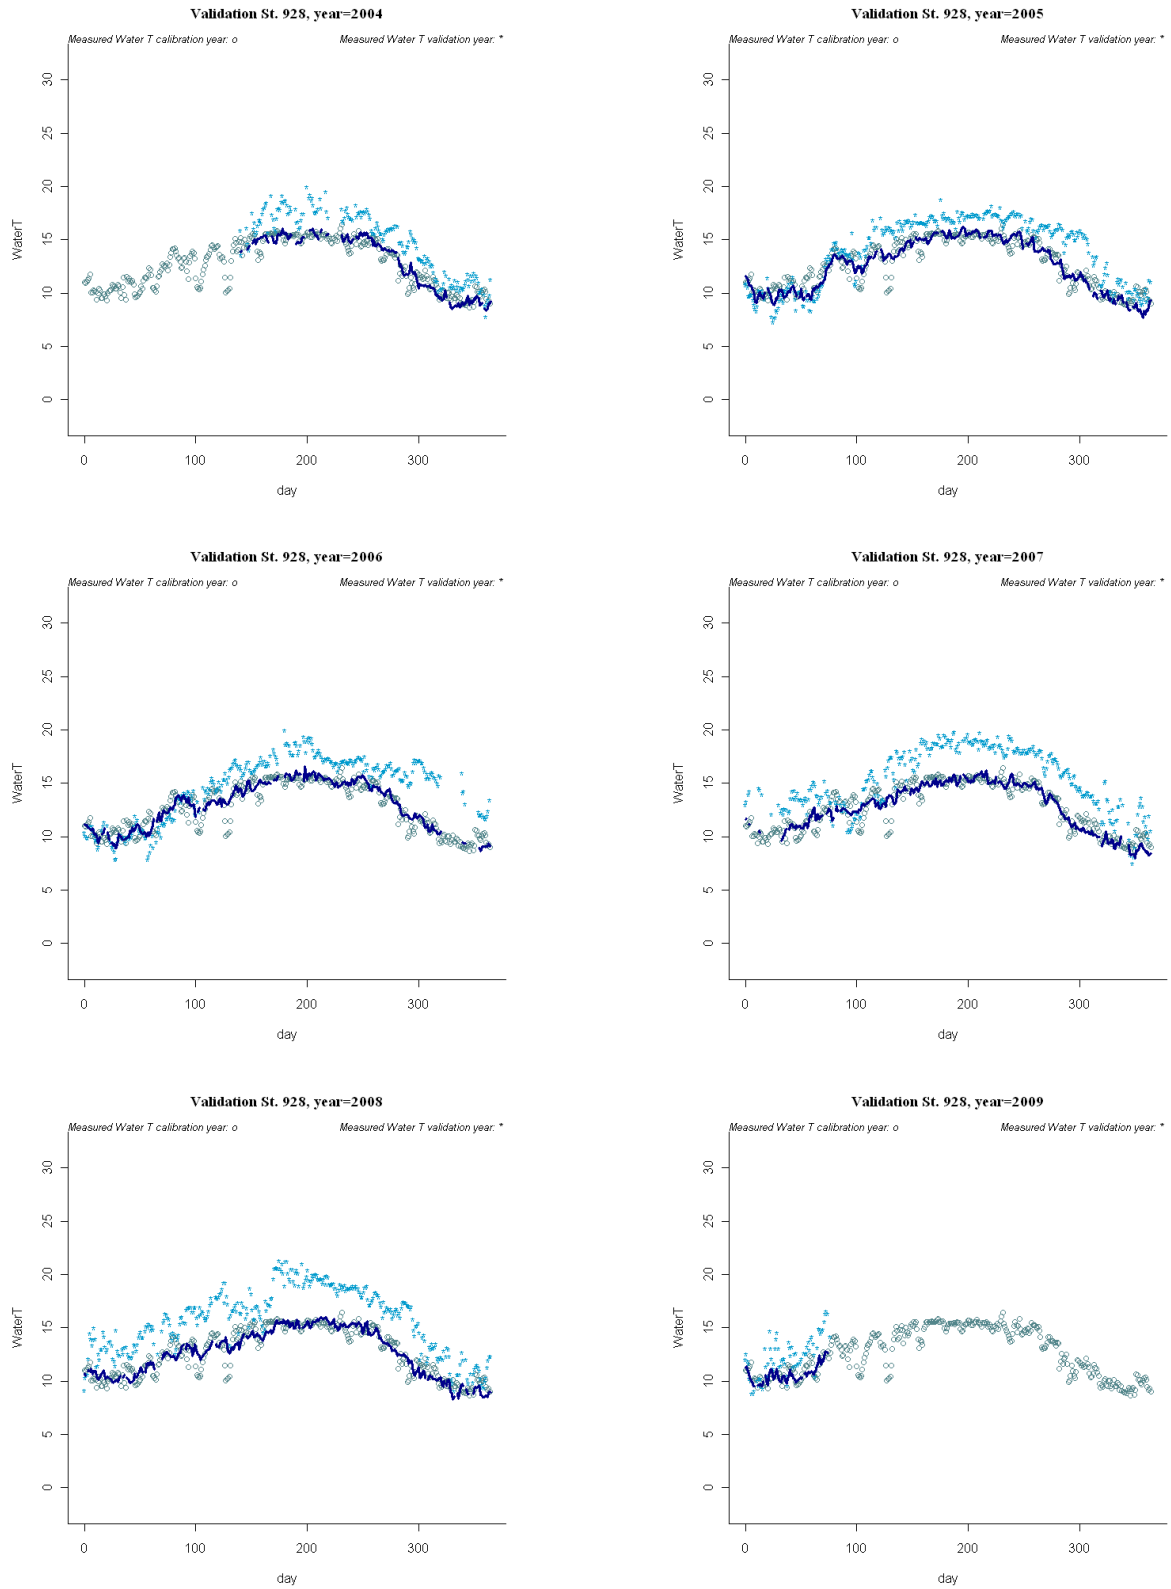 Validation St. 928, year=2004
Measured Water T calibration year: o Measured Water T validation year: *
30
25
20
15
10
5
0
WaterT
0 100 200 300
day
Validation St. 928, year=2005
Measured Water T calibration year: o Measured Water T validation year: *
30
25
20
15
10
5
0
WaterT
0 100 200 300
day
Validation St. 928, year=2006
Measured Water T calibration year: o Measured Water T validation year: *
30
25
20
15
10
5
0
WaterT
0 100 200 300
day
Validation St. 928, year=2007
Measured Water T calibration year: o Measured Water T validation year: *
30
25
20
15
10
5
0
WaterT
0 100 200 300
day
Validation St. 928, year=2008
Measured Water T calibration year: o Measured Water T validation year: *
30
25
20
15
10
5
0
WaterT
0 100 200 300
day
Validation St. 928, year=2009
Measured Water T calibration year: o Measured Water T validation year: *
30
25
20
15
10
5
0
WaterT
0 100 200 300
day